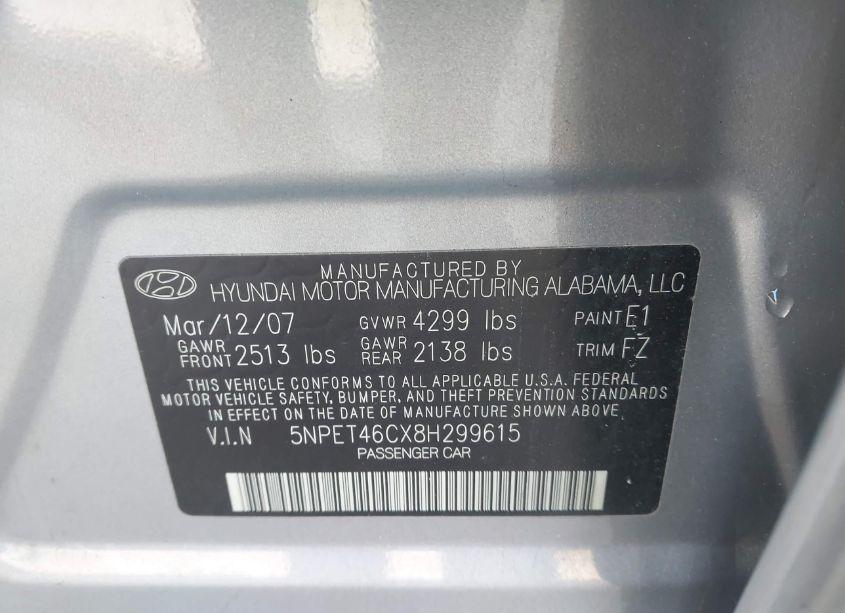 MANUFACTURED BY
HYUNDAI MOTOR MANUFACTURING ALABAMA, LLC
Mar/12/07 GVWR 4299 lbs PAINT E1
GAWR FRONT 2513 lbs GAWR REAR 2138 lbs TRIM FZ
THIS VEHICLE CONFORMS TO ALL APPLICABLE U.S.A. FEDERAL
MOTOR VEHICLE SAFETY, BUMPER, AND THEFT PREVENTION STANDARDS
IN EFFECT ON THE DATE OF MANUFACTURE SHOWN ABOVE
V.I.N 5NPET46CX8H299615
PASSENGER CAR